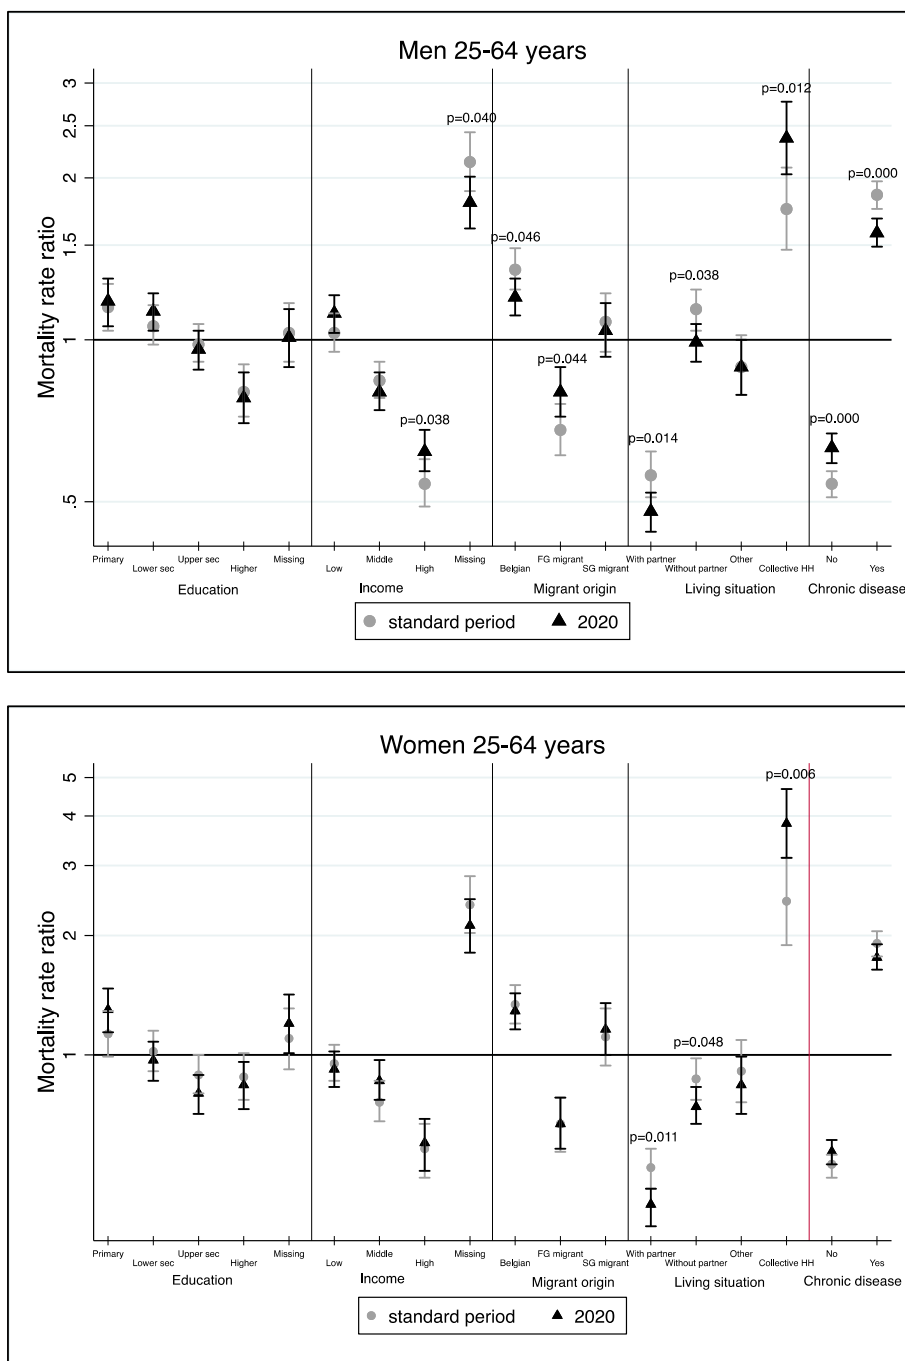 Men 25-64 years
Mortality rate ratio
3
2.5
2
1.5
1
.5
p=0.040
p=0.012
p=0.000
p=0.046
p=0.038
p=0.044
p=0.038
p=0.014
p=0.000
Primary
Lower sec
Upper sec
Higher
Missing
Low
Middle
High
Missing
Belgian
FG migrant
SG migrant
With partner
Without partner
Other
Collective HH
No
Yes
Education
Income
Migrant origin
Living situation
Chronic disease
standard period
2020
Women 25-64 years
Mortality rate ratio
5
4
3
2
1
p=0.006
p=0.048
p=0.011
Primary
Lower sec
Upper sec
Higher
Missing
Low
Middle
High
Missing
Belgian
FG migrant
SG migrant
With partner
Without partner
Other
Collective HH
No
Yes
Education
Income
Migrant origin
Living situation
Chronic disease
standard period
2020